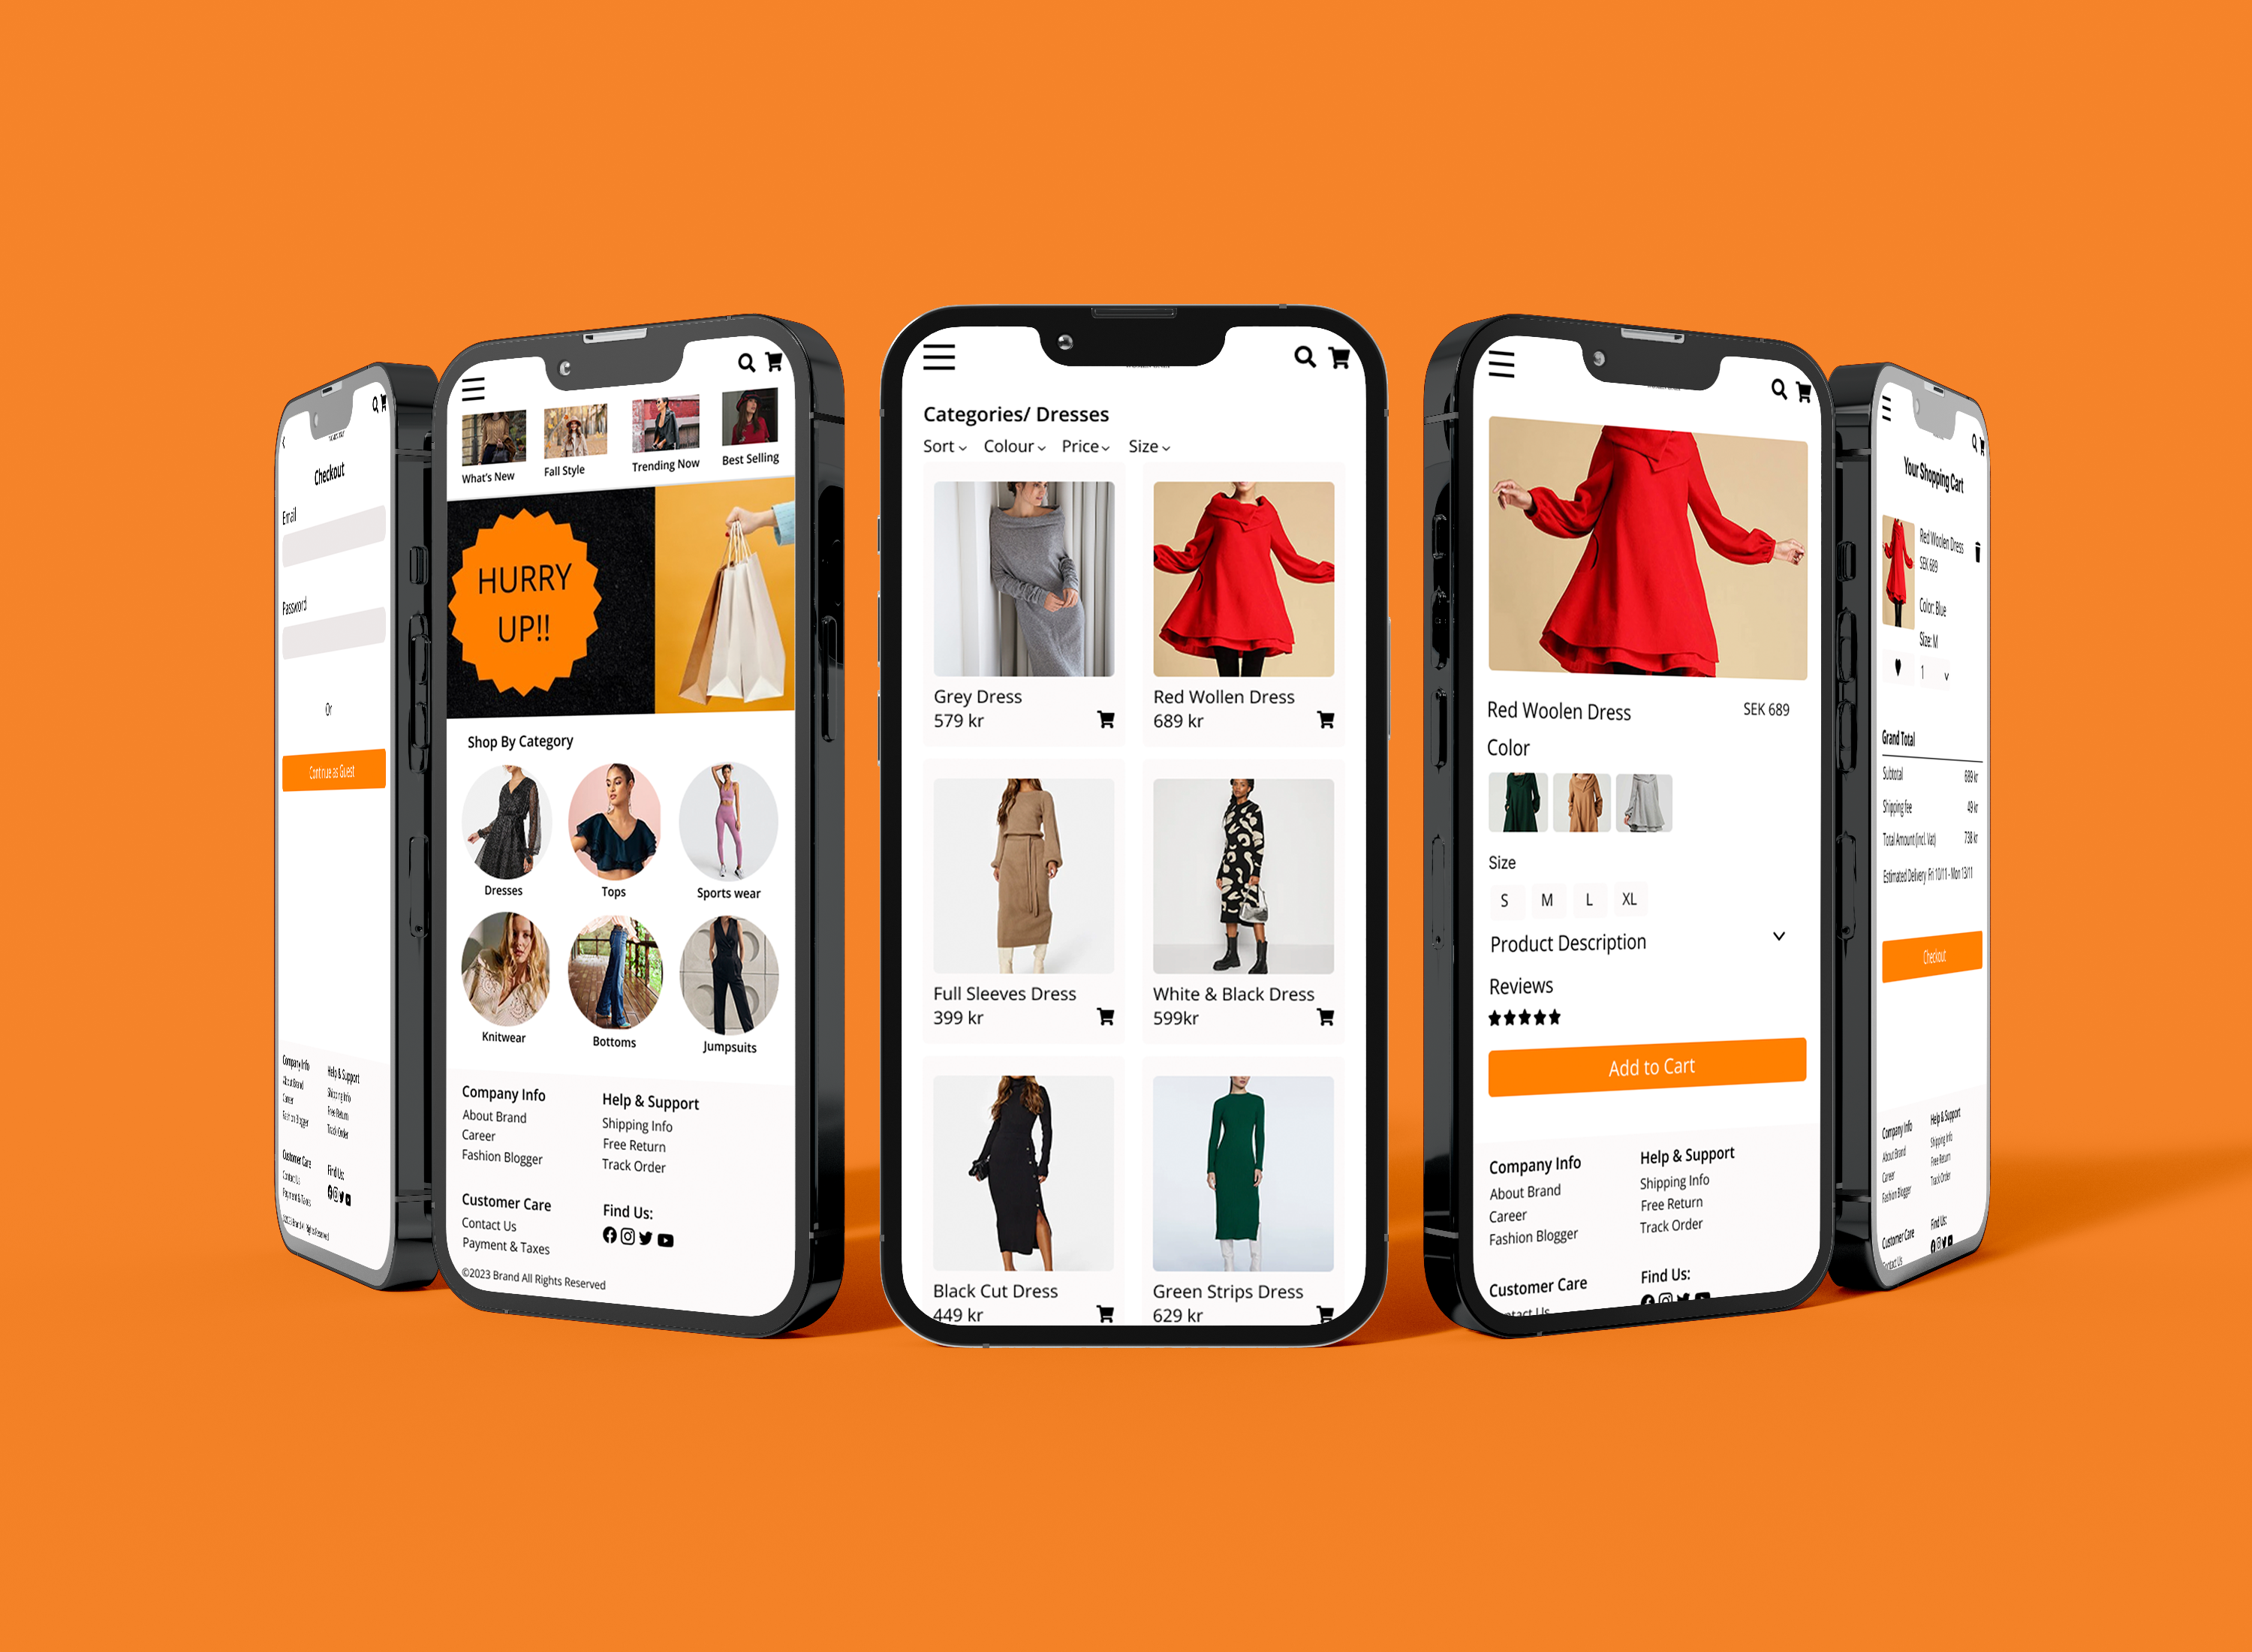 Checkout
Email
Password
Or
Continue as Guest
Company Info
About Brand
Career
Fashion Blogger
Help & Support
Shipping Info
Free Return
Track Order
Customer Care
Contact Us
Payment & Taxes
Find Us:
©2023 Brand All Rights Reserved
What's New
Fall Style
Trending Now
Best Selling
HURRY
UP!!
Shop By Category
Dresses
Tops
Sports wear
Knitwear
Bottoms
Jumpsuits
Company Info
About Brand
Career
Fashion Blogger
Help & Support
Shipping Info
Free Return
Track Order
Customer Care
Contact Us
Payment & Taxes
Find Us:
©2023 Brand All Rights Reserved
Categories/ Dresses
Sort Colour Price Size
Grey Dress
579 kr
Red Wollen Dress
689 kr
Full Sleeves Dress
399 kr
White & Black Dress
599kr
Black Cut Dress
449 kr
Green Strips Dress
629 kr
Red Woolen Dress SEK 689
Color
Size
S M L XL
Product Description
Reviews
Add to Cart
Company Info
About Brand
Career
Fashion Blogger
Help & Support
Shipping Info
Free Return
Track Order
Customer Care
Find Us:
Your Shopping Cart
Red Woolen Dress
SEK 689
Color: Blue
Size: M
1
Grand Total
Subtotal 689 kr
Shipping fee 49 kr
Total Amount (incl. Vat) 738 kr
Estimated Delivery Fri 10/11 - Mon 13/11
Checkout
Company Info
About Brand
Career
Fashion Blogger
Help & Support
Shipping Info
Free Return
Track Order
Customer Care
Find Us: